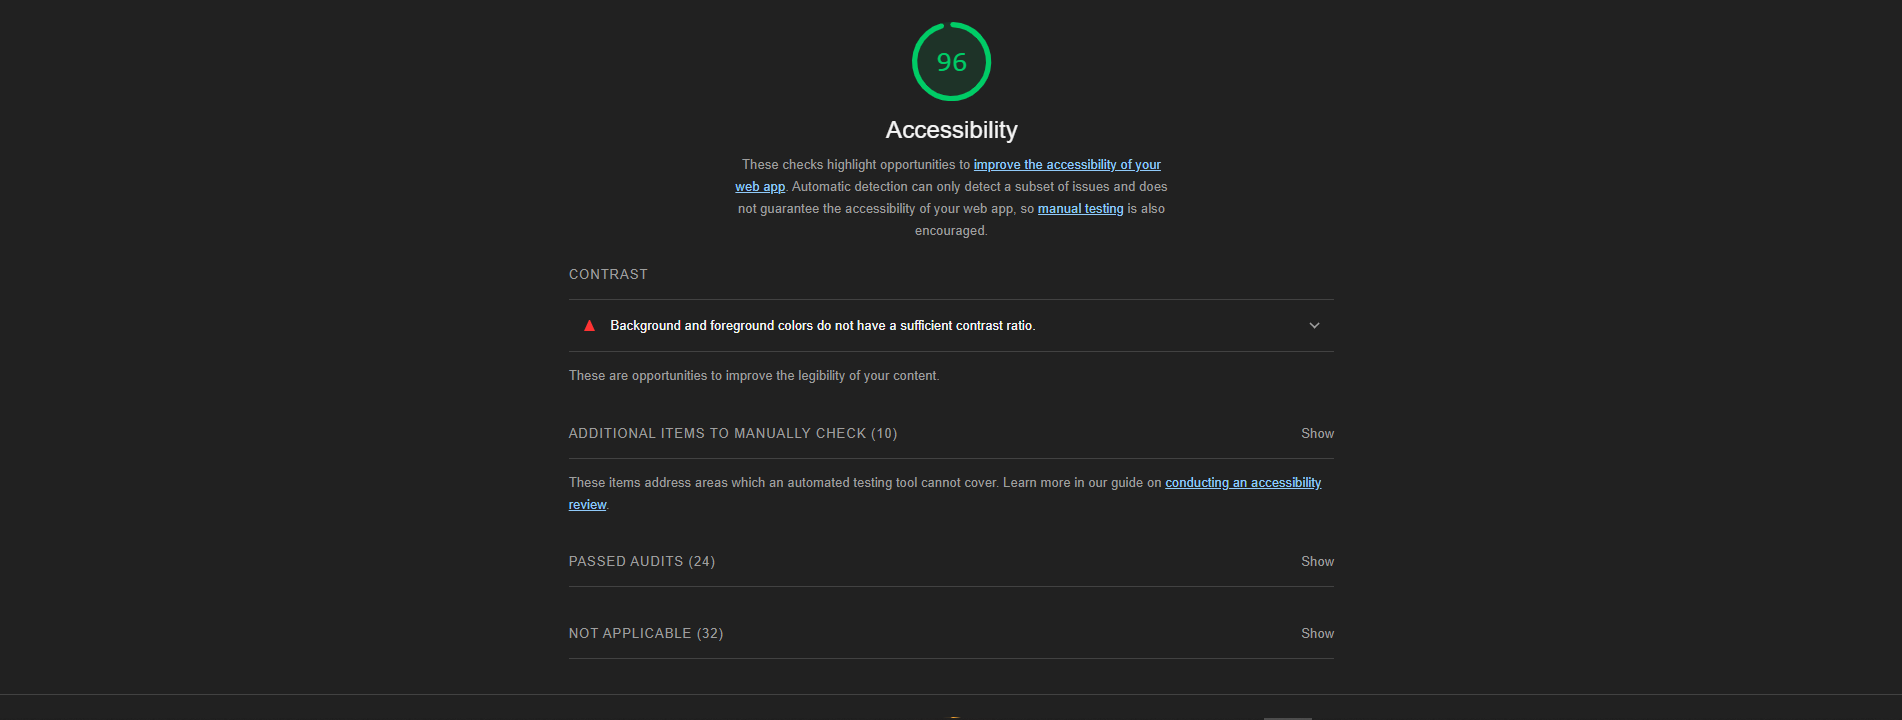 96
Accessibility
These checks highlight opportunities to improve the accessibility of your
web app. Automatic detection can only detect a subset of issues and does
not guarantee the accessibility of your web app, so manual testing is also
encouraged.
CONTRAST
Background and foreground colors do not have a sufficient contrast ratio.
These are opportunities to improve the legibility of your content.
ADDITIONAL ITEMS TO MANUALLY CHECK (10) Show
These items address areas which an automated testing tool cannot cover. Learn more in our guide on conducting an accessibility
review.
PASSED AUDITS (24) Show
NOT APPLICABLE (32) Show